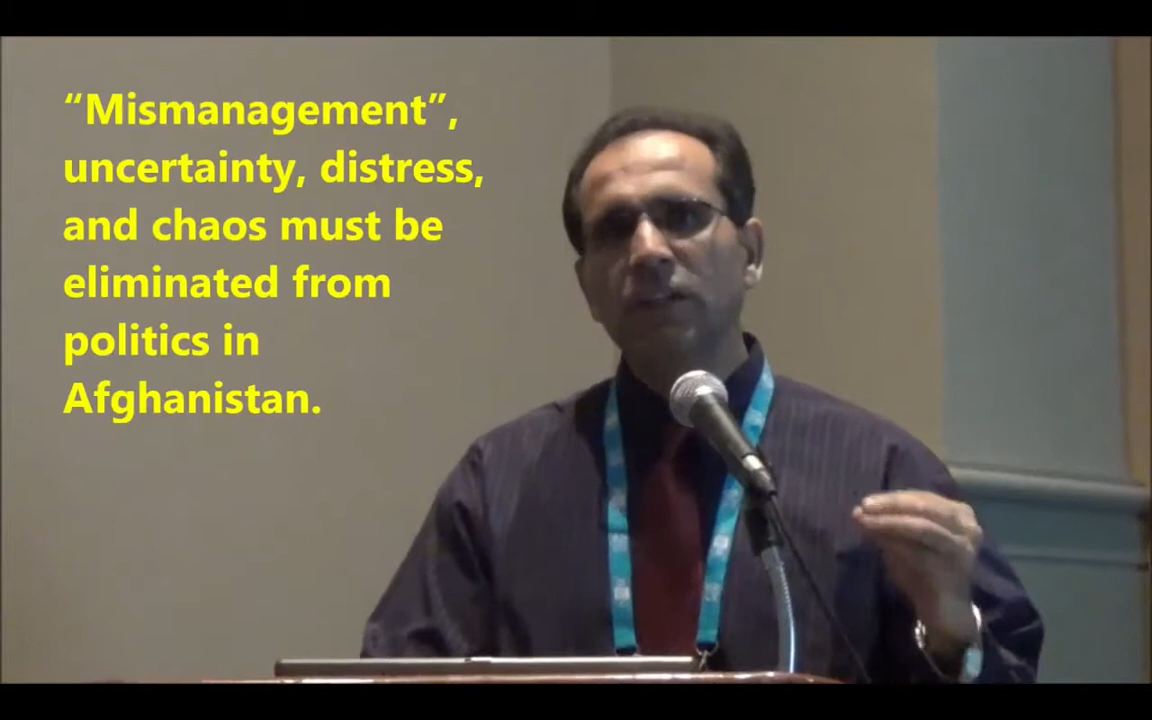 “Mismanagement”,
uncertainty, distress,
and chaos must be
eliminated from
politics in
Afghanistan.